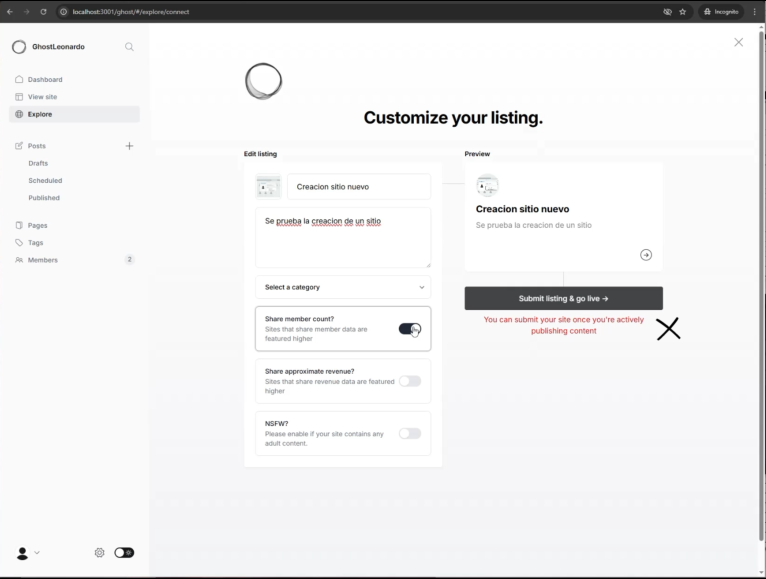 localhost:3001/ghost/#/explore/connect
Incognito
GhostLeonardo
Dashboard
View site
Explore
Posts
Drafts
Scheduled
Published
Pages
Tags
Members
2
Customize your listing.
Edit listing
Creacion sitio nuevo
Se prueba la creacion de un sitio
Select a category
Share member count?
Sites that share member data are
featured higher
Share approximate revenue?
Sites that share revenue data are featured
higher
NSFW?
Please enable if your site contains any
adult content.
Preview
Creacion sitio nuevo
Se prueba la creacion de un sitio
Submit listing & go live →
You can submit your site once you're actively
publishing content